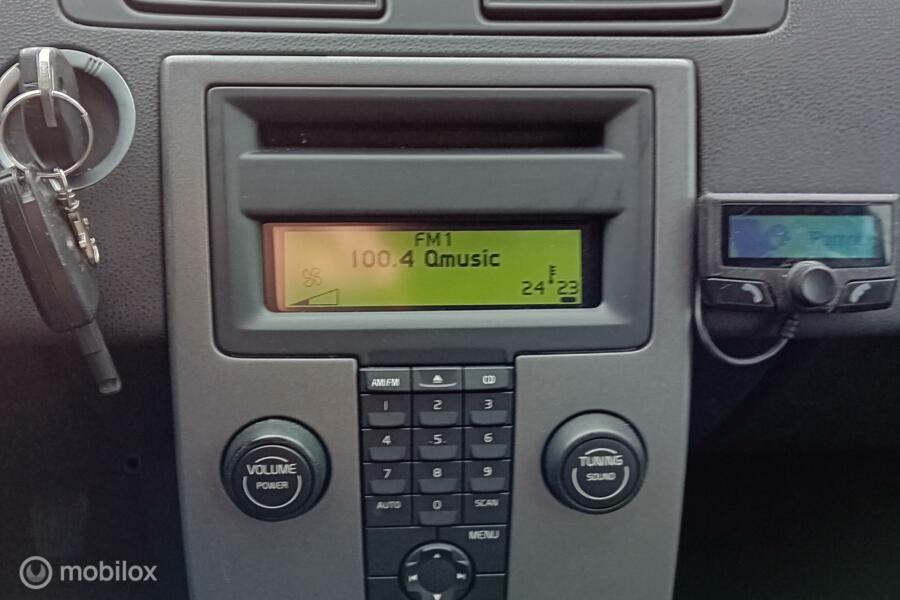 FM1
100.4 Qmusic
24 23
AM/FM
1 2 3
4 5 6
7 8 9
AUTO 0 SCAN
MENU
VOLUME
POWER
TUNING
SOUND
mobilox